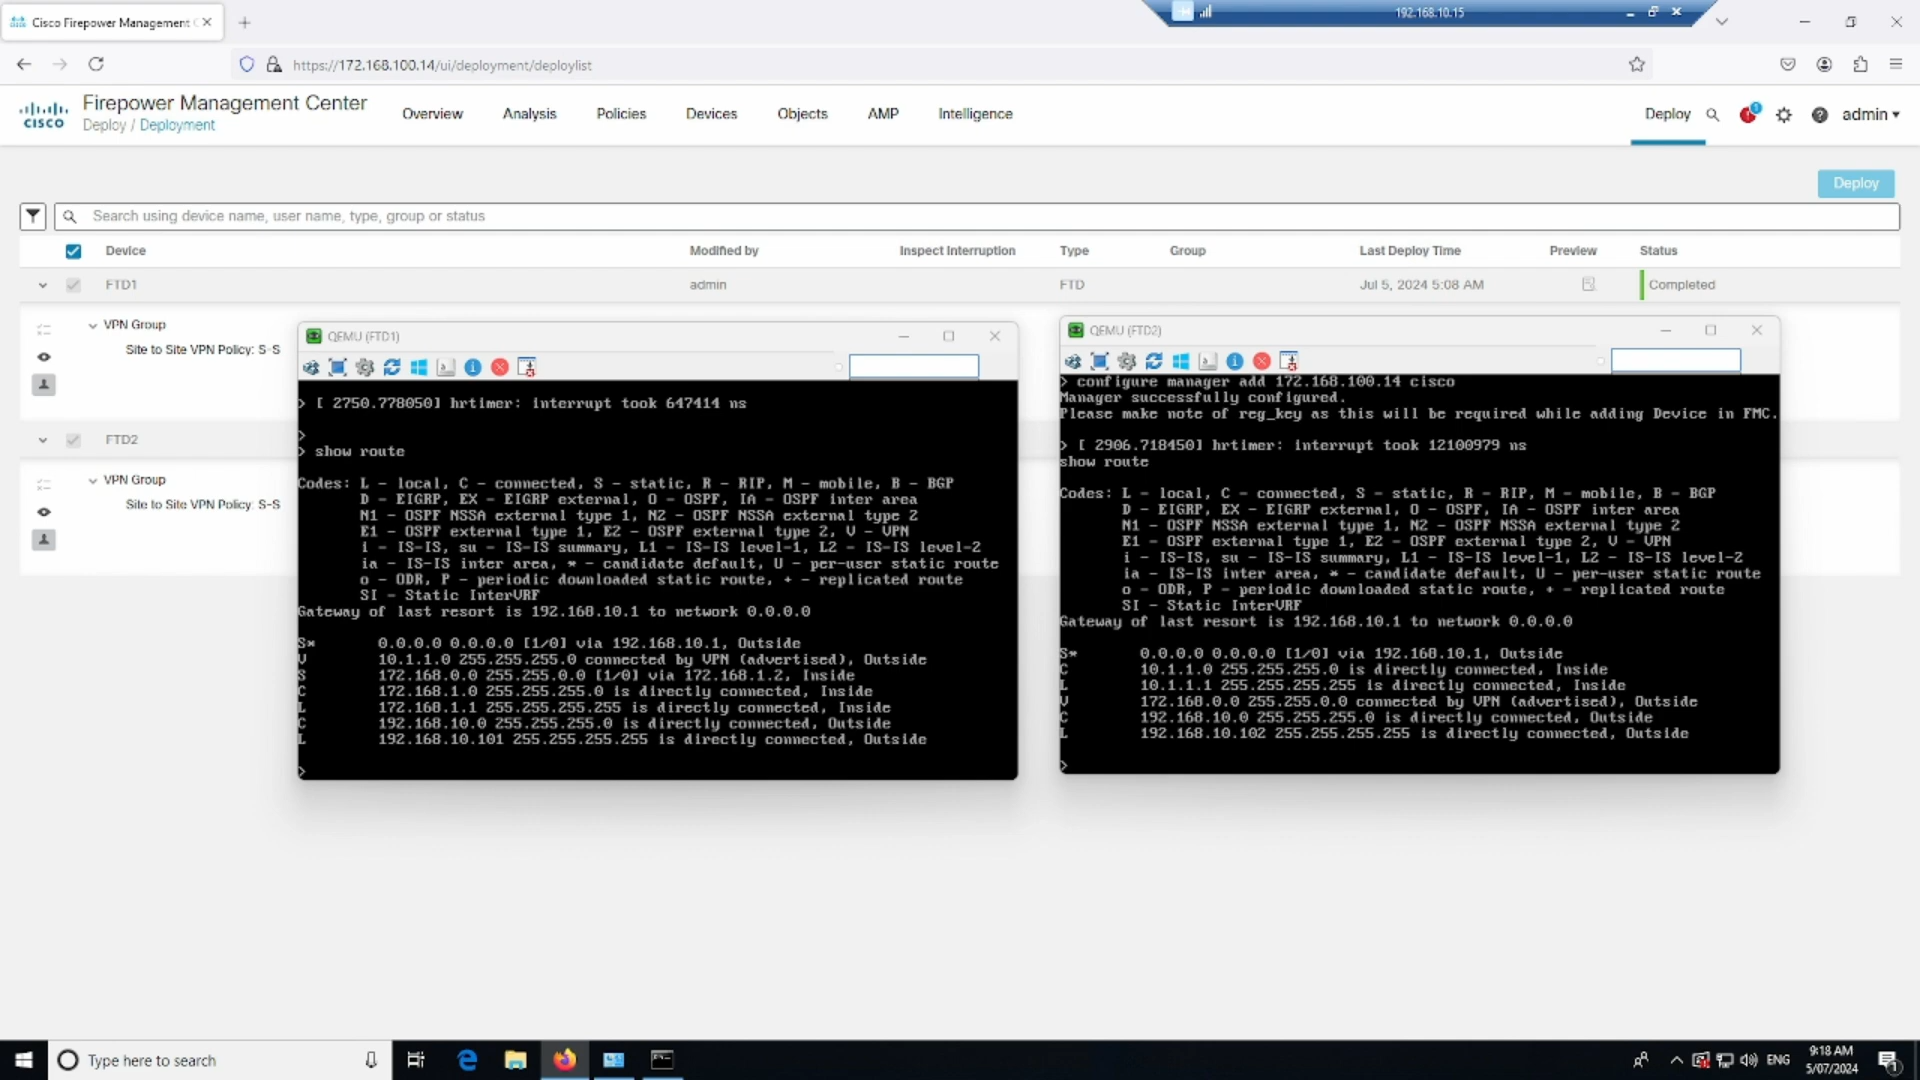 Cisco Firepower Management C
192.168.10.15
https://172.168.100.14/ui/deployment/deploylist
CISCO
Firepower Management Center
Deploy / Deployment
Overview
Analysis
Policies
Devices
Objects
AMP
Intelligence
Deploy
1
admin
Deploy
Search using device name, user name, type, group or status
Device
Modified by
Inspect Interruption
Type
Group
Last Deploy Time
Preview
Status
FTD1
admin
FTD
Jul 5, 2024 5:08 AM
Completed
VPN Group
Site to Site VPN Policy: S-S
FTD2
VPN Group
Site to Site VPN Policy: S-S
QEMU (FTD1)
> [ 2750.778050] hrtimer: interrupt took 647414 ns
>
> show route
Codes: L - local, C - connected, S - static, R - RIP, M - mobile, B - BGP
D - EIGRP, EX - EIGRP external, O - OSPF, IA - OSPF inter area
N1 - OSPF NSSA external type 1, N2 - OSPF NSSA external type 2
E1 - OSPF external type 1, E2 - OSPF external type 2, V - VPN
i - IS-IS, su - IS-IS summary, L1 - IS-IS level-1, L2 - IS-IS level-2
ia - IS-IS inter area, * - candidate default, U - per-user static route
o - ODR, P - periodic downloaded static route, + - replicated route
SI - Static InterVRF
Gateway of last resort is 192.168.10.1 to network 0.0.0.0
S* 0.0.0.0 0.0.0.0 [1/0] via 192.168.10.1, Outside
V 10.1.1.0 255.255.255.0 connected by VPN (advertised), Outside
S 172.168.0.0 255.255.0.0 [1/0] via 172.168.1.2, Inside
C 172.168.1.0 255.255.255.0 is directly connected, Inside
L 172.168.1.1 255.255.255.255 is directly connected, Inside
C 192.168.10.0 255.255.255.0 is directly connected, Outside
L 192.168.10.101 255.255.255.255 is directly connected, Outside
>
QEMU (FTD2)
> configure manager add 172.168.100.14 cisco
Manager successfully configured.
Please make note of reg_key as this will be required while adding Device in FMC.
> [ 2906.718450] hrtimer: interrupt took 12100979 ns
show route
Codes: L - local, C - connected, S - static, R - RIP, M - mobile, B - BGP
D - EIGRP, EX - EIGRP external, O - OSPF, IA - OSPF inter area
N1 - OSPF NSSA external type 1, N2 - OSPF NSSA external type 2
E1 - OSPF external type 1, E2 - OSPF external type 2, V - VPN
i - IS-IS, su - IS-IS summary, L1 - IS-IS level-1, L2 - IS-IS level-2
ia - IS-IS inter area, * - candidate default, U - per-user static route
o - ODR, P - periodic downloaded static route, + - replicated route
SI - Static InterVRF
Gateway of last resort is 192.168.10.1 to network 0.0.0.0
S* 0.0.0.0 0.0.0.0 [1/0] via 192.168.10.1, Outside
C 10.1.1.0 255.255.255.0 is directly connected, Inside
L 10.1.1.1 255.255.255.255 is directly connected, Inside
V 172.168.0.0 255.255.0.0 connected by VPN (advertised), Outside
C 192.168.10.0 255.255.255.0 is directly connected, Outside
L 192.168.10.102 255.255.255.255 is directly connected, Outside
>
Type here to search
ENG
9:18 AM
5/07/2024
1